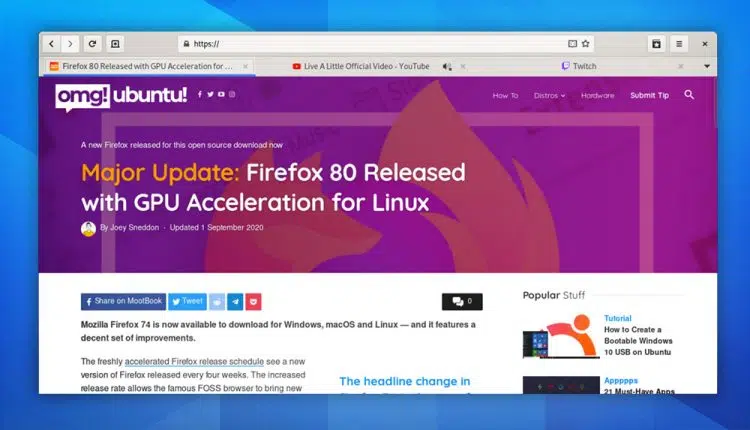 https://
Firefox 80 Released with GPU Acceleration for ...
Live A Little Official Video - YouTube
Twitch
omg! ubuntu!
How To
Distros
Hardware
Submit Tip
A new Firefox released for this open source download now
Major Update: Firefox 80 Released
with GPU Acceleration for Linux
By Joey Sneddon - Updated 1 September 2020
Share on MootBook
Tweet
0
Mozilla Firefox 74 is now available to download for Windows, macOS and Linux — and it features a
decent set of improvements.
The freshly accelerated Firefox release schedule see a new
version of Firefox released every four weeks. The increased
release rate allows the famous FOSS browser to bring new
The headline change in
Popular Stuff
Tutorial
How to Create a
Bootable Windows
10 USB on Ubuntu
Appppps
21 Must-Have Apps